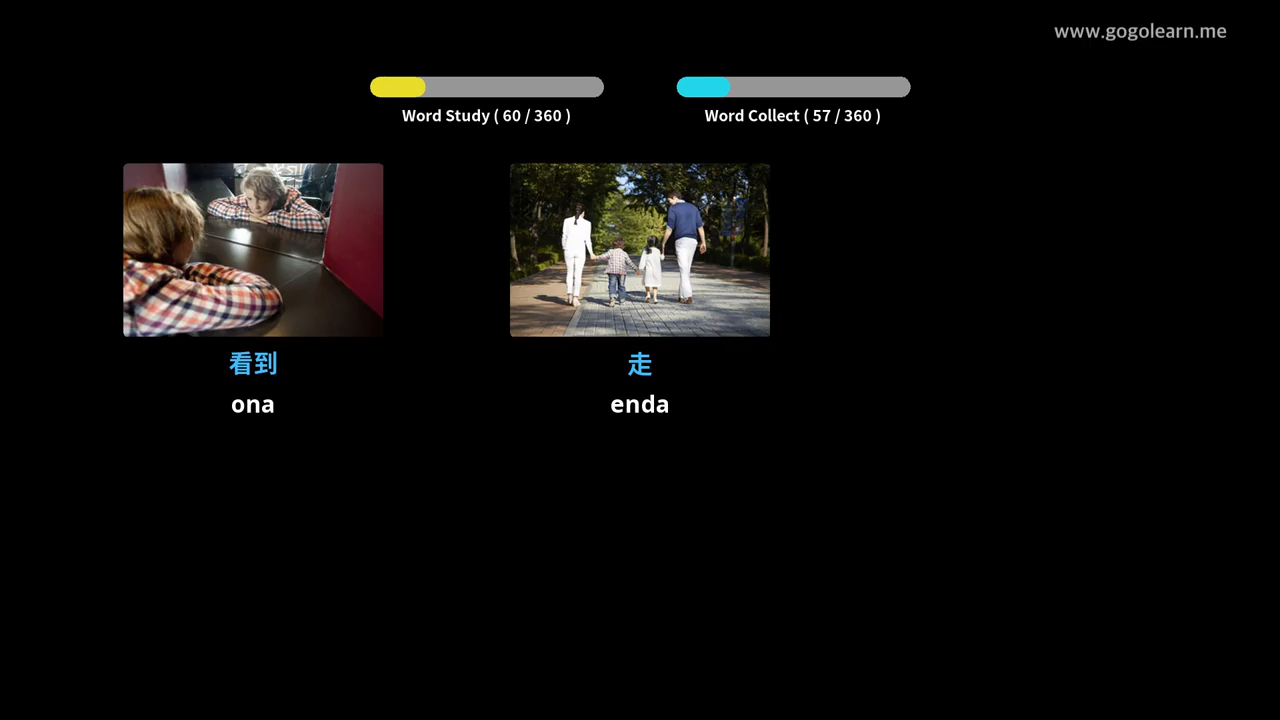 www.gogolearn.me
Word Study ( 60 / 360 )
Word Collect ( 57 / 360 )
看到
ona
走
enda